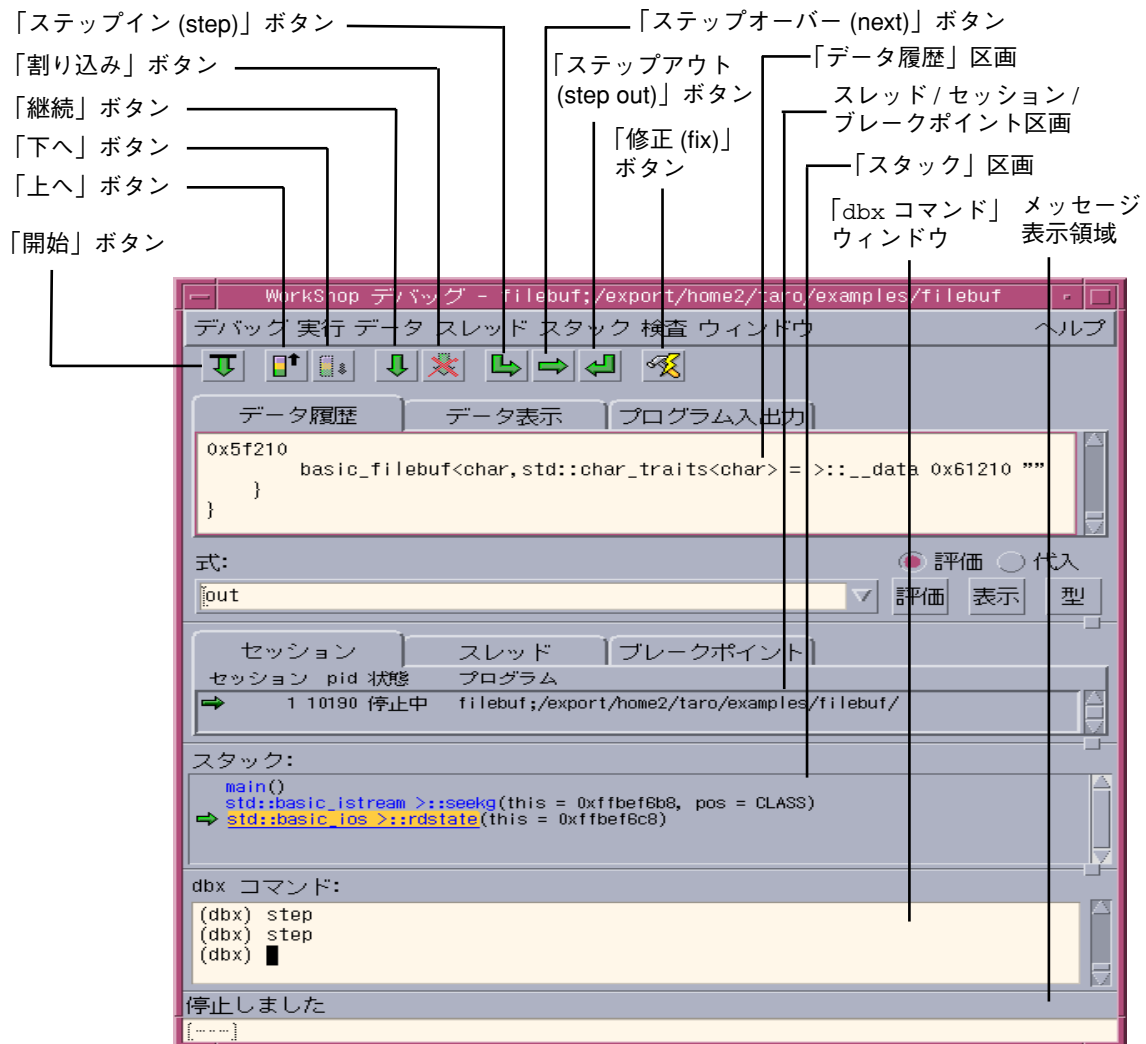 「ステップイン (step)」ボタン
「ステップオーバー (next)」ボタン
「割り込み」ボタン
「ステップアウト
(step out)」ボタン
「データ履歴」区画
「継続」ボタン
スレッド / セッション /
ブレークポイント区画
「下へ」ボタン
「修正 (fix)」
ボタン
「スタック」区画
「上へ」ボタン
「dbx コマンド」
ウィンドウ
メッセージ
表示領域
「開始」ボタン
WorkShop デバッグ - filebuf;/export/home2/taro/examples/filebuf
デバッグ 実行 データ スレッド スタック 検査 ウィンドウ ヘルプ
データ履歴 データ表示 プログラム入出力
0x5f210
basic_filebuf<char,std::char_traits<char> = >::__data 0x61210 ""
}
}
式: 評価 代入
out 評価 表示 型
セッション スレッド ブレークポイント
セッション pid 状態 プログラム
1 10190 停止中 filebuf;/export/home2/taro/examples/filebuf/
スタック:
main()
std::basic_istream >::seekg(this = 0xffbef6b8, pos = CLASS)
std::basic_ios >::rdstate(this = 0xffbef6c8)
dbx コマンド:
(dbx) step
(dbx) step
(dbx)
停止しました
[---]